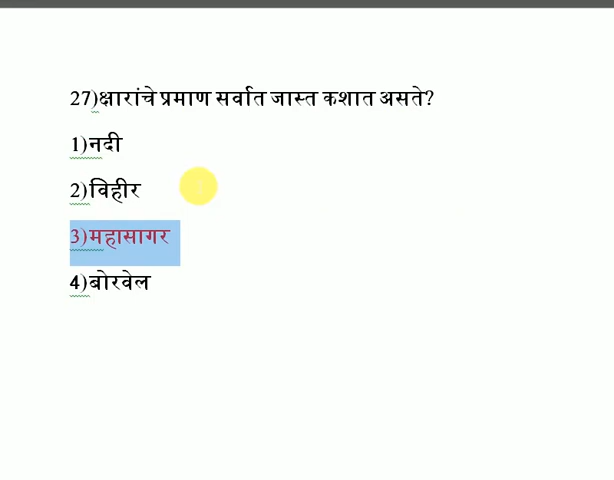 27)क्षारांचे प्रमाण सर्वात जास्त कशात असते?
1)नदी
2)विहीर
3)महासागर
4)बोरवेल